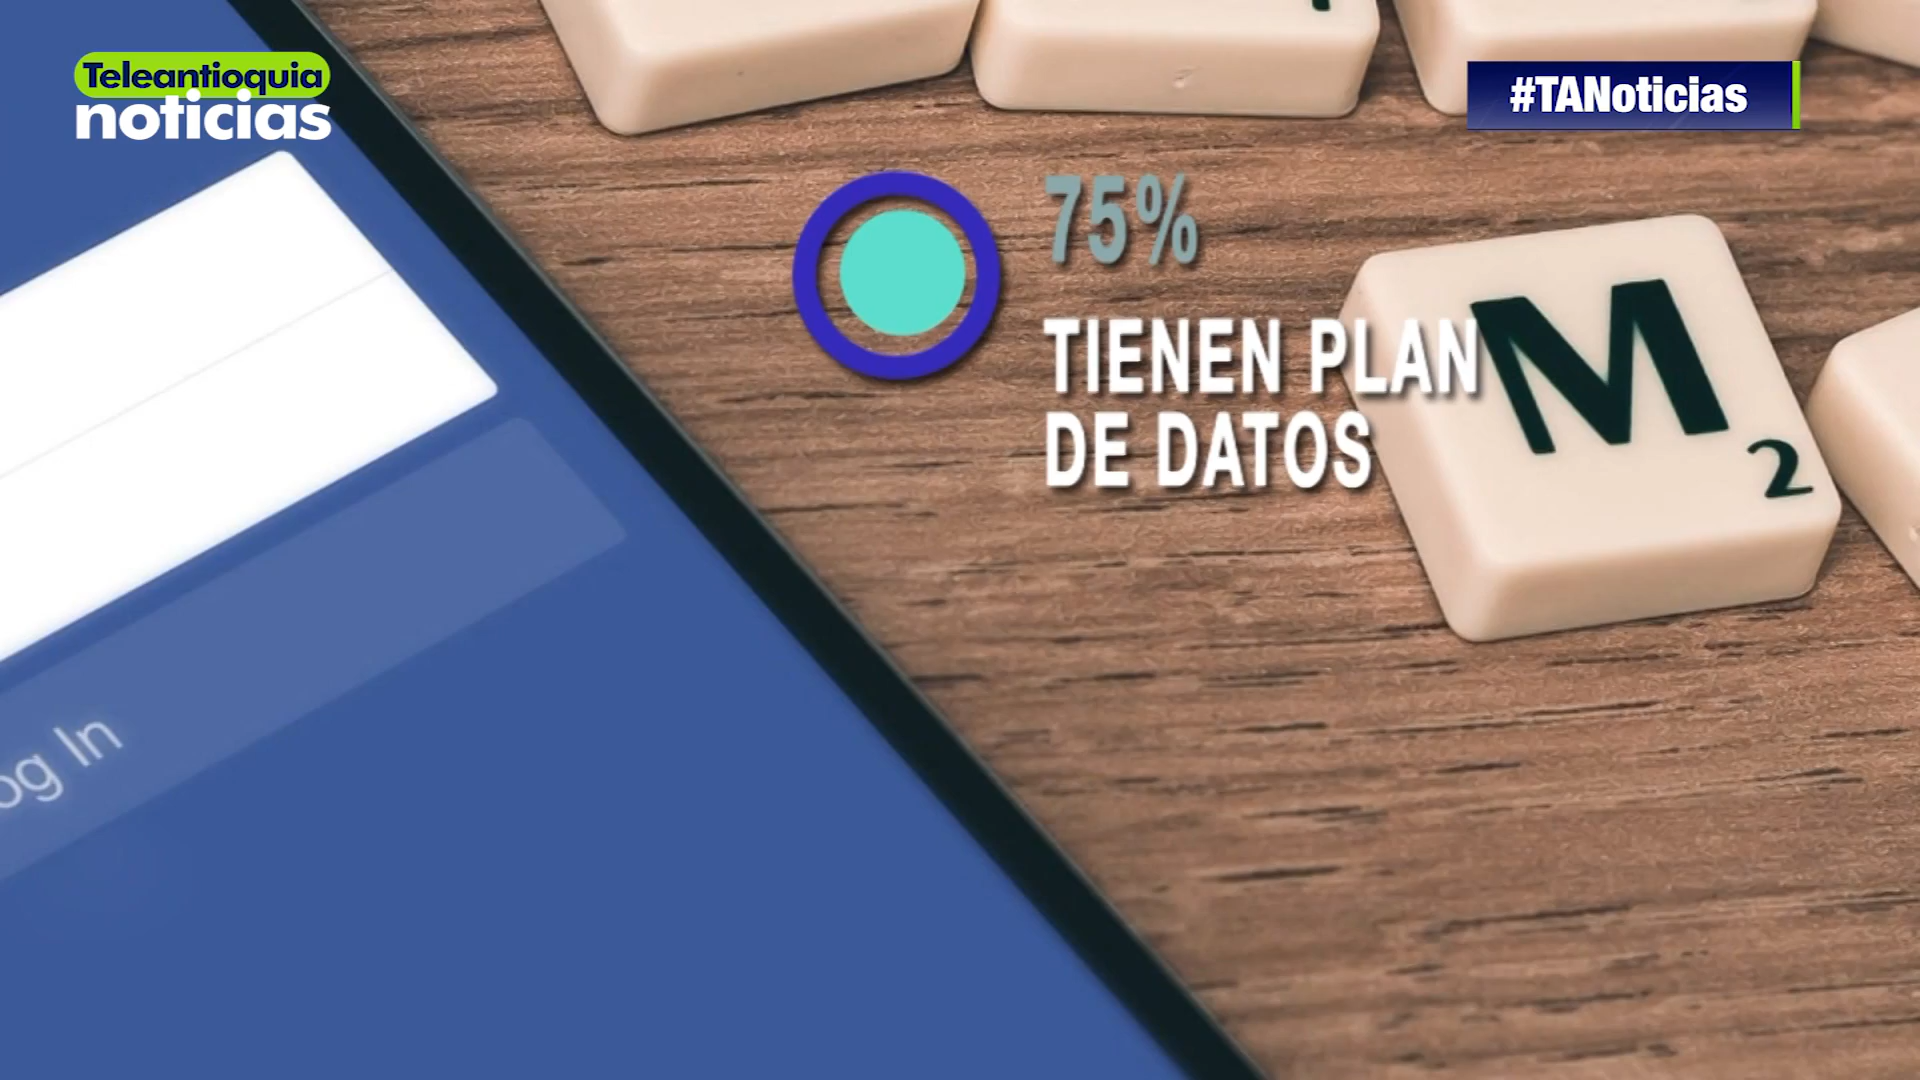 Teleantioquia
noticias
#TANoticias
75%
TIENEN PLAN
DE DATOS
M
2
og In